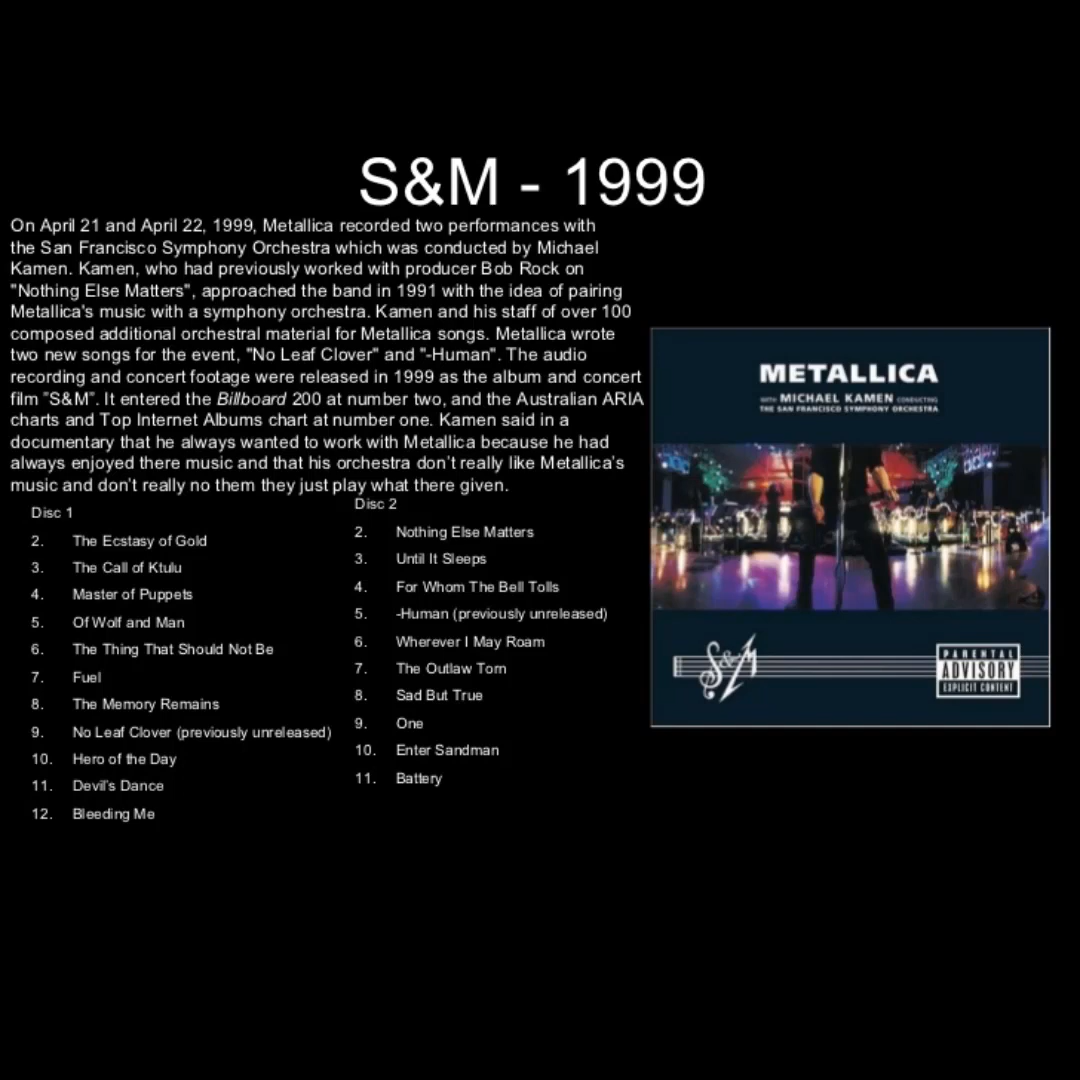 S&M - 1999
On April 21 and April 22, 1999, Metallica recorded two performances with
the San Francisco Symphony Orchestra which was conducted by Michael
Kamen. Kamen, who had previously worked with producer Bob Rock on
"Nothing Else Matters", approached the band in 1991 with the idea of pairing
Metallica's music with a symphony orchestra. Kamen and his staff of over 100
composed additional orchestral material for Metallica songs. Metallica wrote
two new songs for the event, "No Leaf Clover" and "-Human". The audio
recording and concert footage were released in 1999 as the album and concert
film "S&M". It entered the Billboard 200 at number two, and the Australian ARIA
charts and Top Internet Albums chart at number one. Kamen said in a
documentary that he always wanted to work with Metallica because he had
always enjoyed there music and that his orchestra don't really like Metallica's
music and don't really no them they just play what there given.
Disc 1
2. The Ecstasy of Gold
3. The Call of Ktulu
4. Master of Puppets
5. Of Wolf and Man
6. The Thing That Should Not Be
7. Fuel
8. The Memory Remains
9. No Leaf Clover (previously unreleased)
10. Hero of the Day
11. Devil's Dance
12. Bleeding Me
Disc 2
2. Nothing Else Matters
3. Until It Sleeps
4. For Whom The Bell Tolls
5. -Human (previously unreleased)
6. Wherever I May Roam
7. The Outlaw Torn
8. Sad But True
9. One
10. Enter Sandman
11. Battery
METALLICA
WITH MICHAEL KAMEN CONDUCTING
THE SAN FRANCISCO SYMPHONY ORCHESTRA
S&M
PARENTAL
ADVISORY
EXPLICIT CONTENT